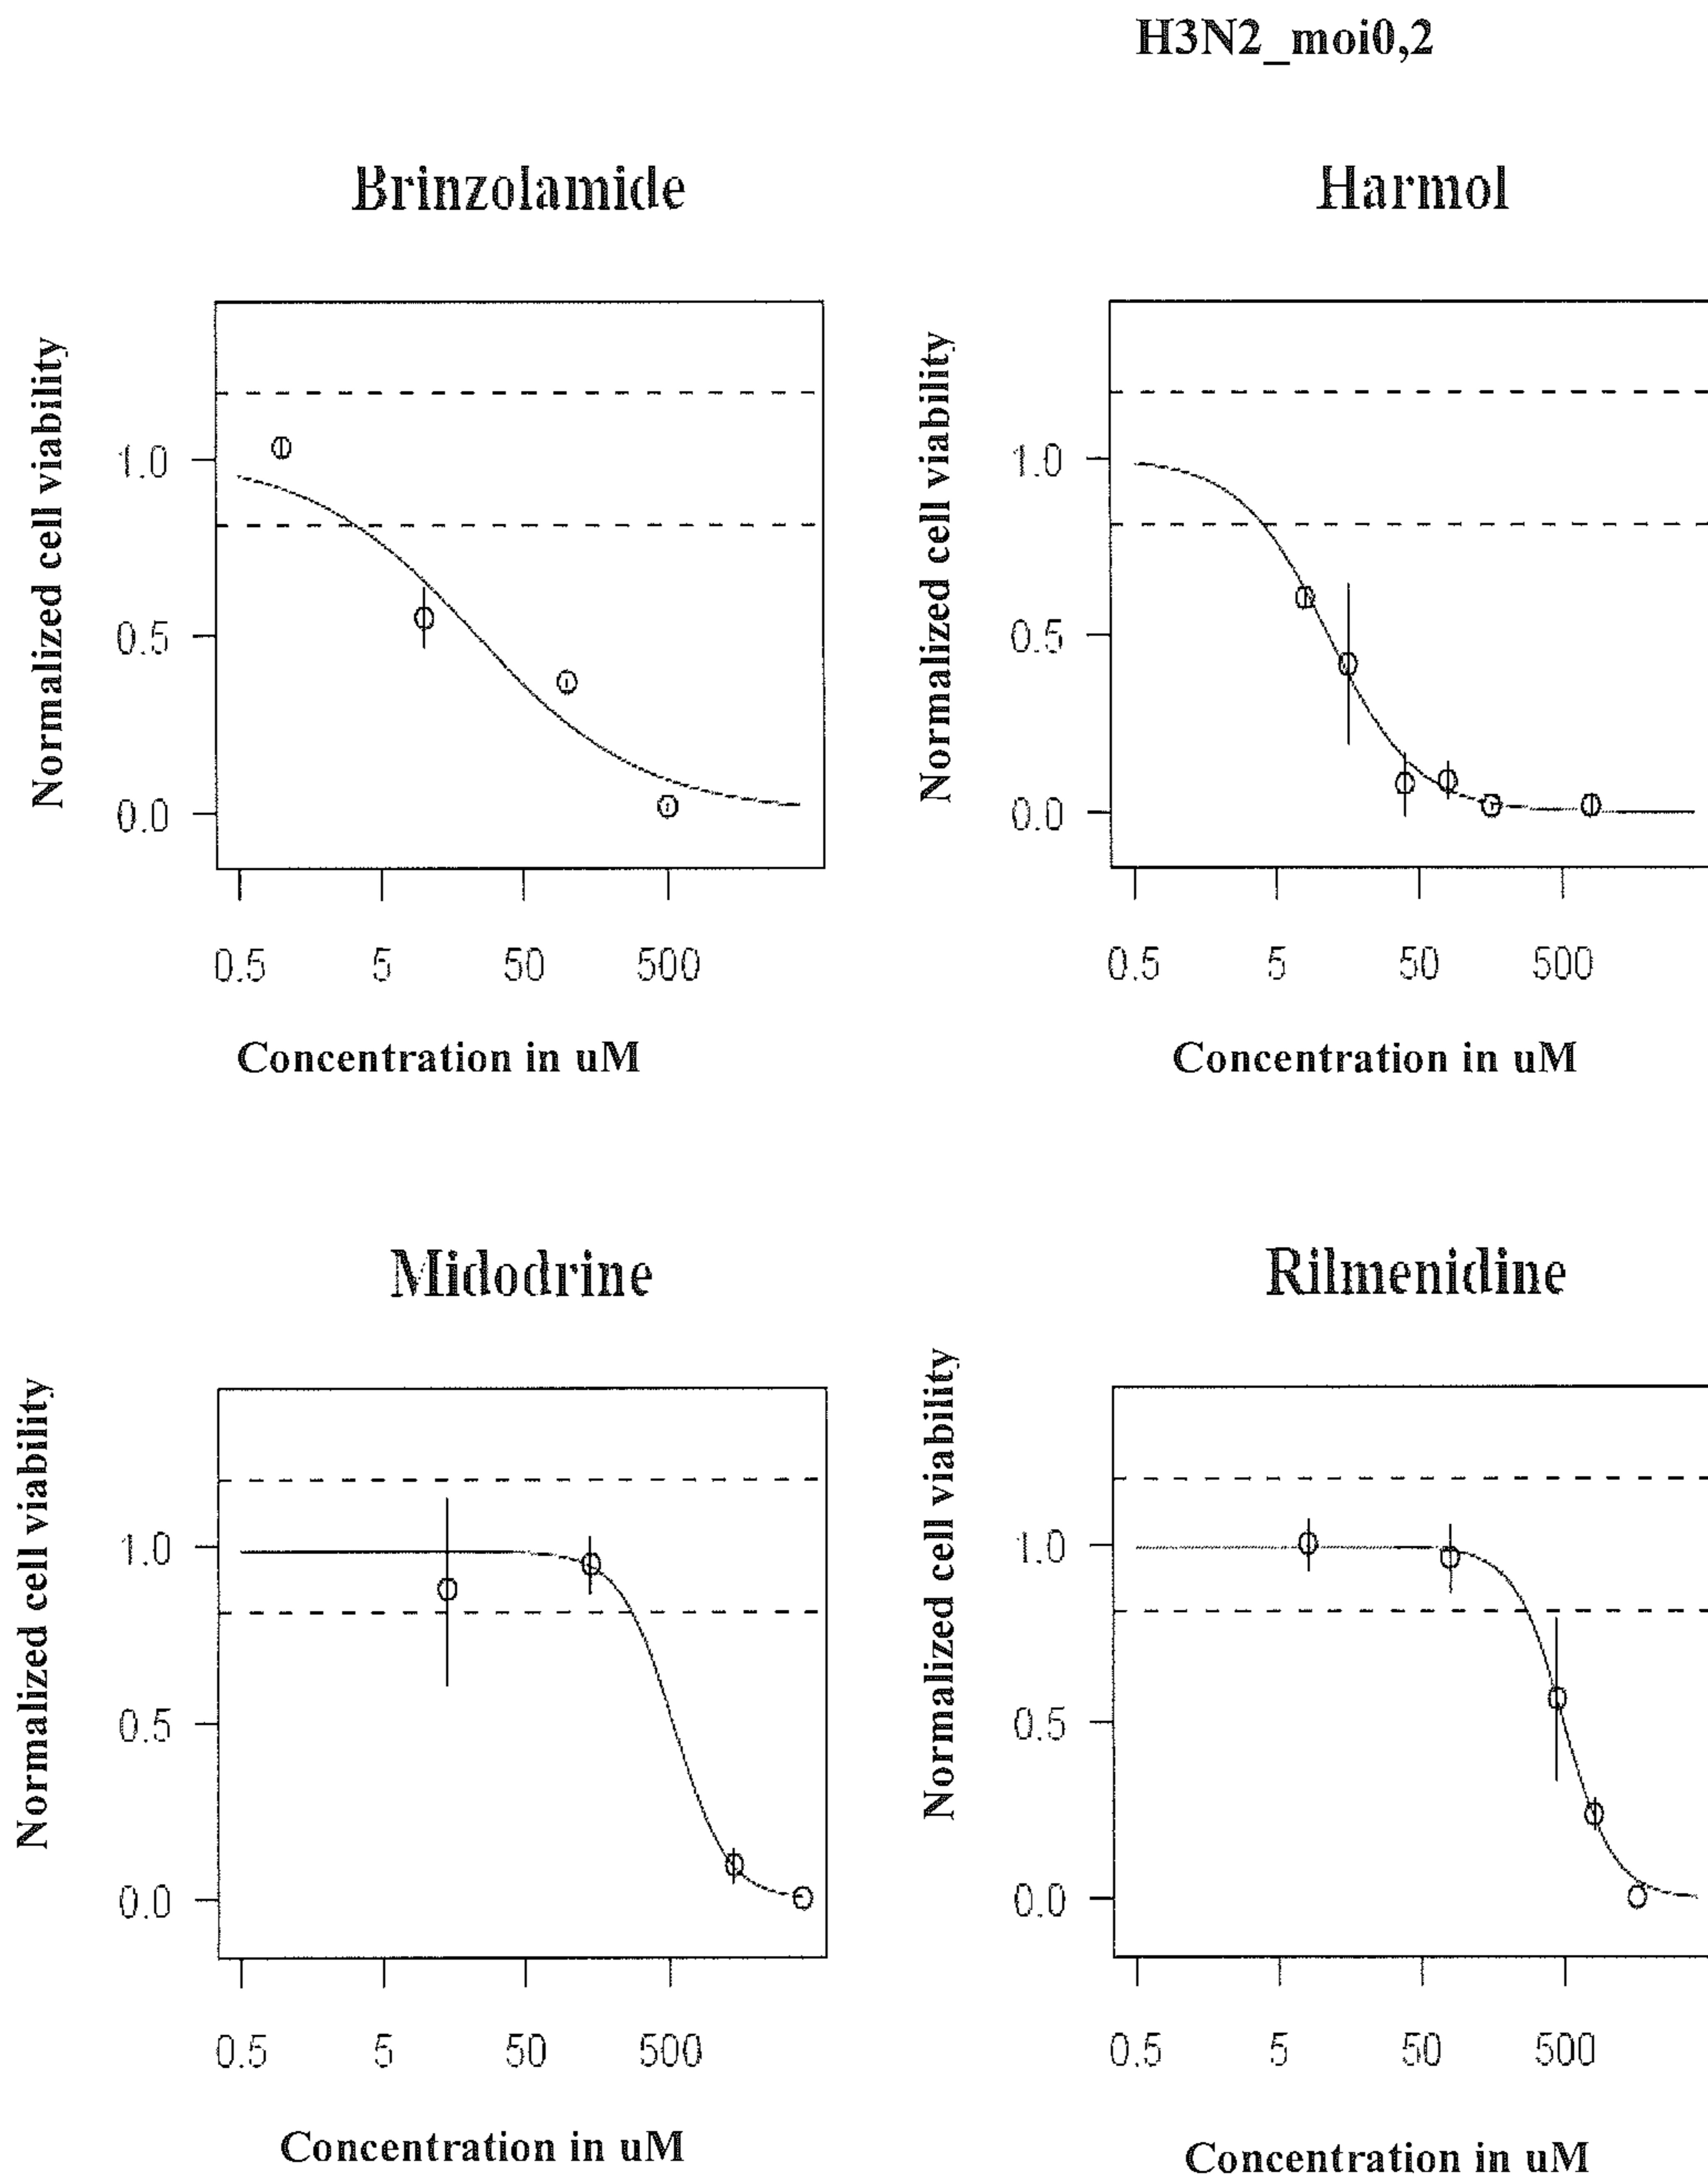 H3N2_moi0,2
Brinzolamide
Normalized cell viability
1.0
0.5
0.0
0.5 5 50 500
Concentration in uM
Harmol
Normalized cell viability
1.0
0.5
0.0
0.5 5 50 500
Concentration in uM
Midodrine
Normalized cell viability
1.0
0.5
0.0
0.5 5 50 500
Concentration in uM
Rilmenidine
Normalized cell viability
1.0
0.5
0.0
0.5 5 50 500
Concentration in uM